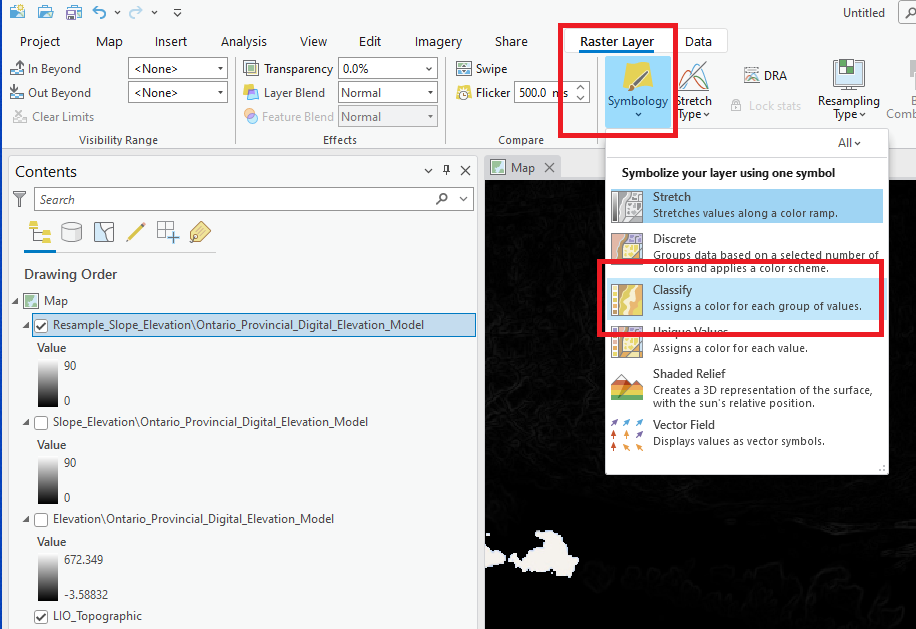 Untitled
Project Map Insert Analysis View Edit Imagery Share Raster Layer Data
In Beyond <None>
Out Beyond <None>
Clear Limits
Visibility Range
Transparency 0.0%
Layer Blend Normal
Feature Blend Normal
Effects
Swipe
Flicker 500.0 ms
Compare
Symbology
Stretch
Type
DRA
Lock stats
Resampling
Type
Contents
Search
Drawing Order
Map
Resample_Slope_Elevation\Ontario_Provincial_Digital_Elevation_Model
Value
90
0
Slope_Elevation\Ontario_Provincial_Digital_Elevation_Model
Value
90
0
Elevation\Ontario_Provincial_Digital_Elevation_Model
Value
672.349
-3.58832
LIO_Topographic
Map
All
Symbolize your layer using one symbol
Stretch
Stretches values along a color ramp.
Discrete
Groups data based on a selected number of
colors and applies a color scheme.
Classify
Assigns a color for each group of values.
Unique Values
Assigns a color for each value.
Shaded Relief
Creates a 3D representation of the surface,
with the sun's relative position.
Vector Field
Displays values as vector symbols.